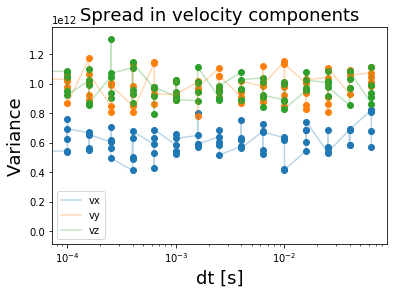 1e12
Spread in velocity components
1.2
1.0
0.8
0.6
0.4
0.2
0.0
Variance
vx
vy
vz
10⁻⁴
10⁻³
10⁻²
dt [s]